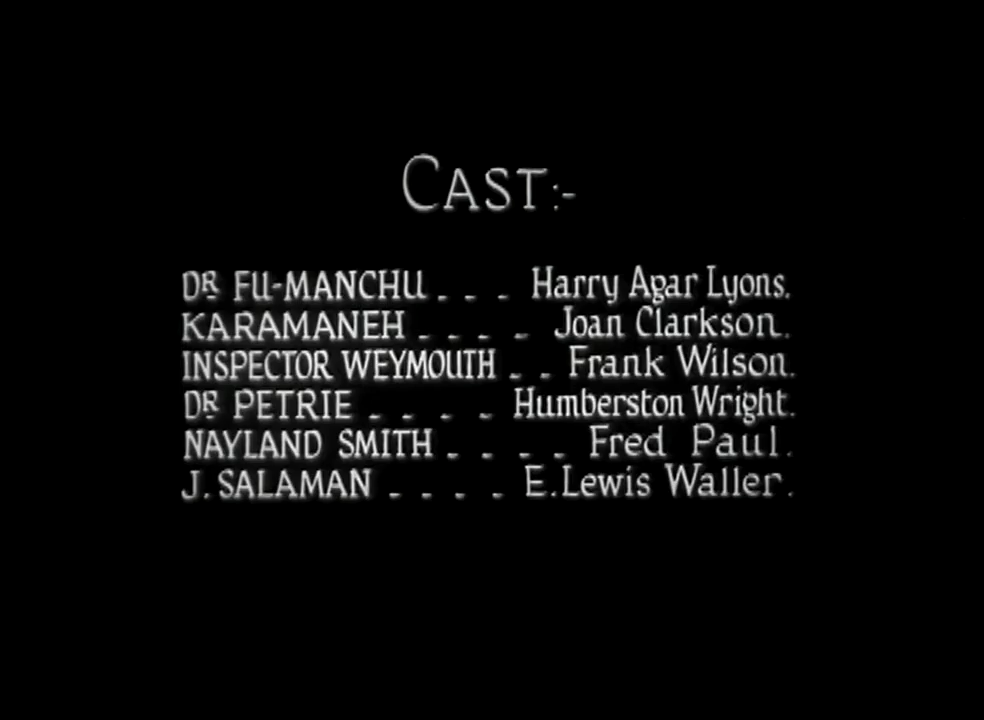 CAST:-
DR FU-MANCHU . . . Harry Agar Lyons.
KARAMANEH . . . . Joan Clarkson.
INSPECTOR WEYMOUTH . . Frank Wilson.
DR PETRIE . . . . Humberston Wright.
NAYLAND SMITH . . . . Fred Paul.
J. SALAMAN . . . . E.Lewis Waller.